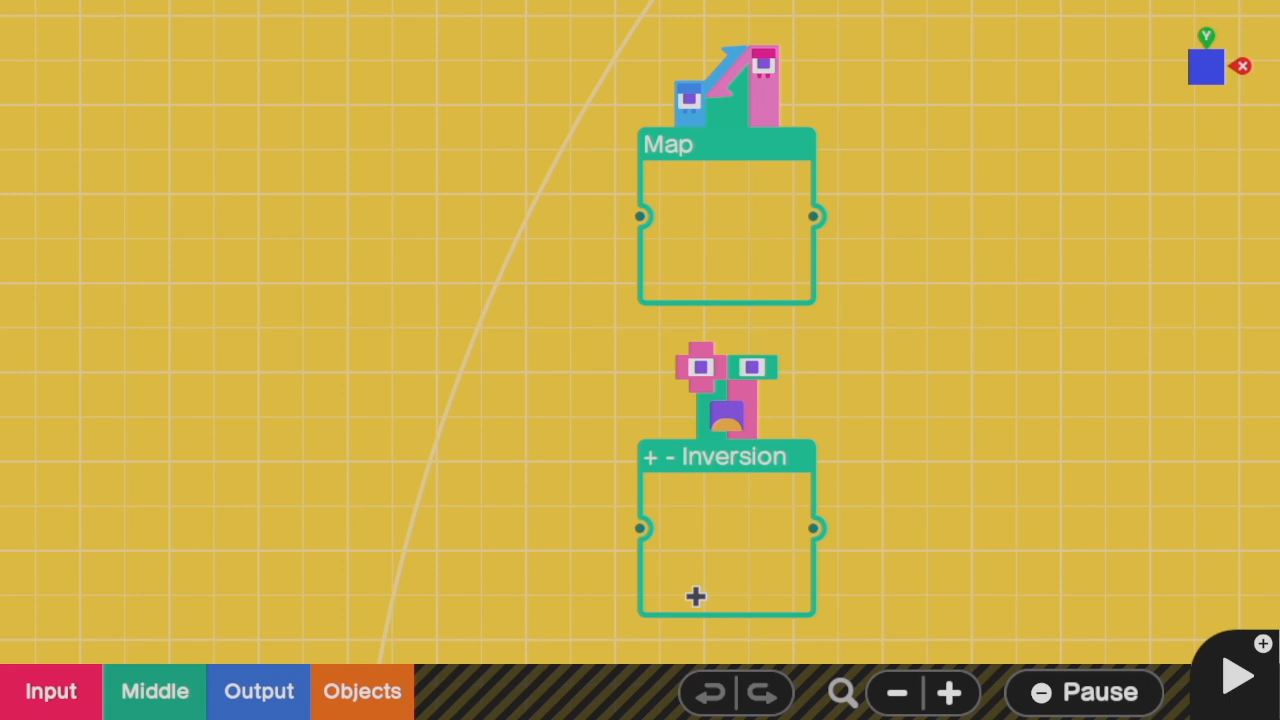 Y
Map
+ - Inversion
Input
Middle
Output
Objects
Pause